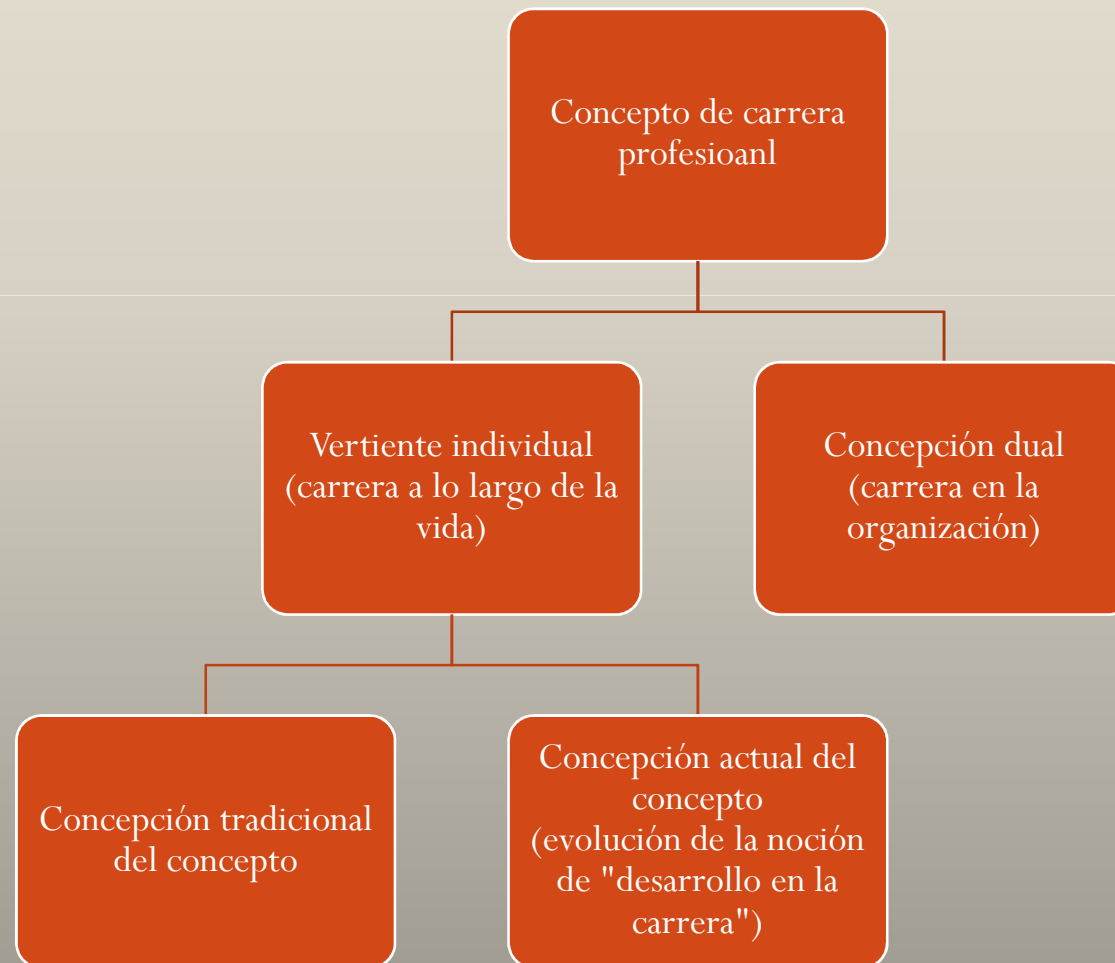 Concepto de carrera
profesioanl
Vertiente individual
(carrera a lo largo de la
vida)
Concepción dual
(carrera en la
organización)
Concepción tradicional
del concepto
Concepción actual del
concepto
(evolución de la noción
de "desarrollo en la
carrera")